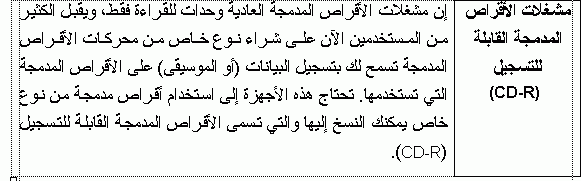 مشغلات الأقراص
المدمجة القابلة
للتسجيل
(CD-R)
إن مشغلات الأقراص المدمجة العادية وحدات للقراءة فقط، ويقبل الكثير
من المستخدمين الآن على شراء نوع خاص من محركات الأقراص
المدمجة تسمح لك بتسجيل البيانات (أو الموسيقى) على الأقراص المدمجة
التي تستخدمها. تحتاج هذه الأجهزة إلى استخدام أقراص مدمجة من نوع
خاص يمكنك النسخ إليها والتي تسمى الأقراص المدمجة القابلة للتسجيل
(CD-R).